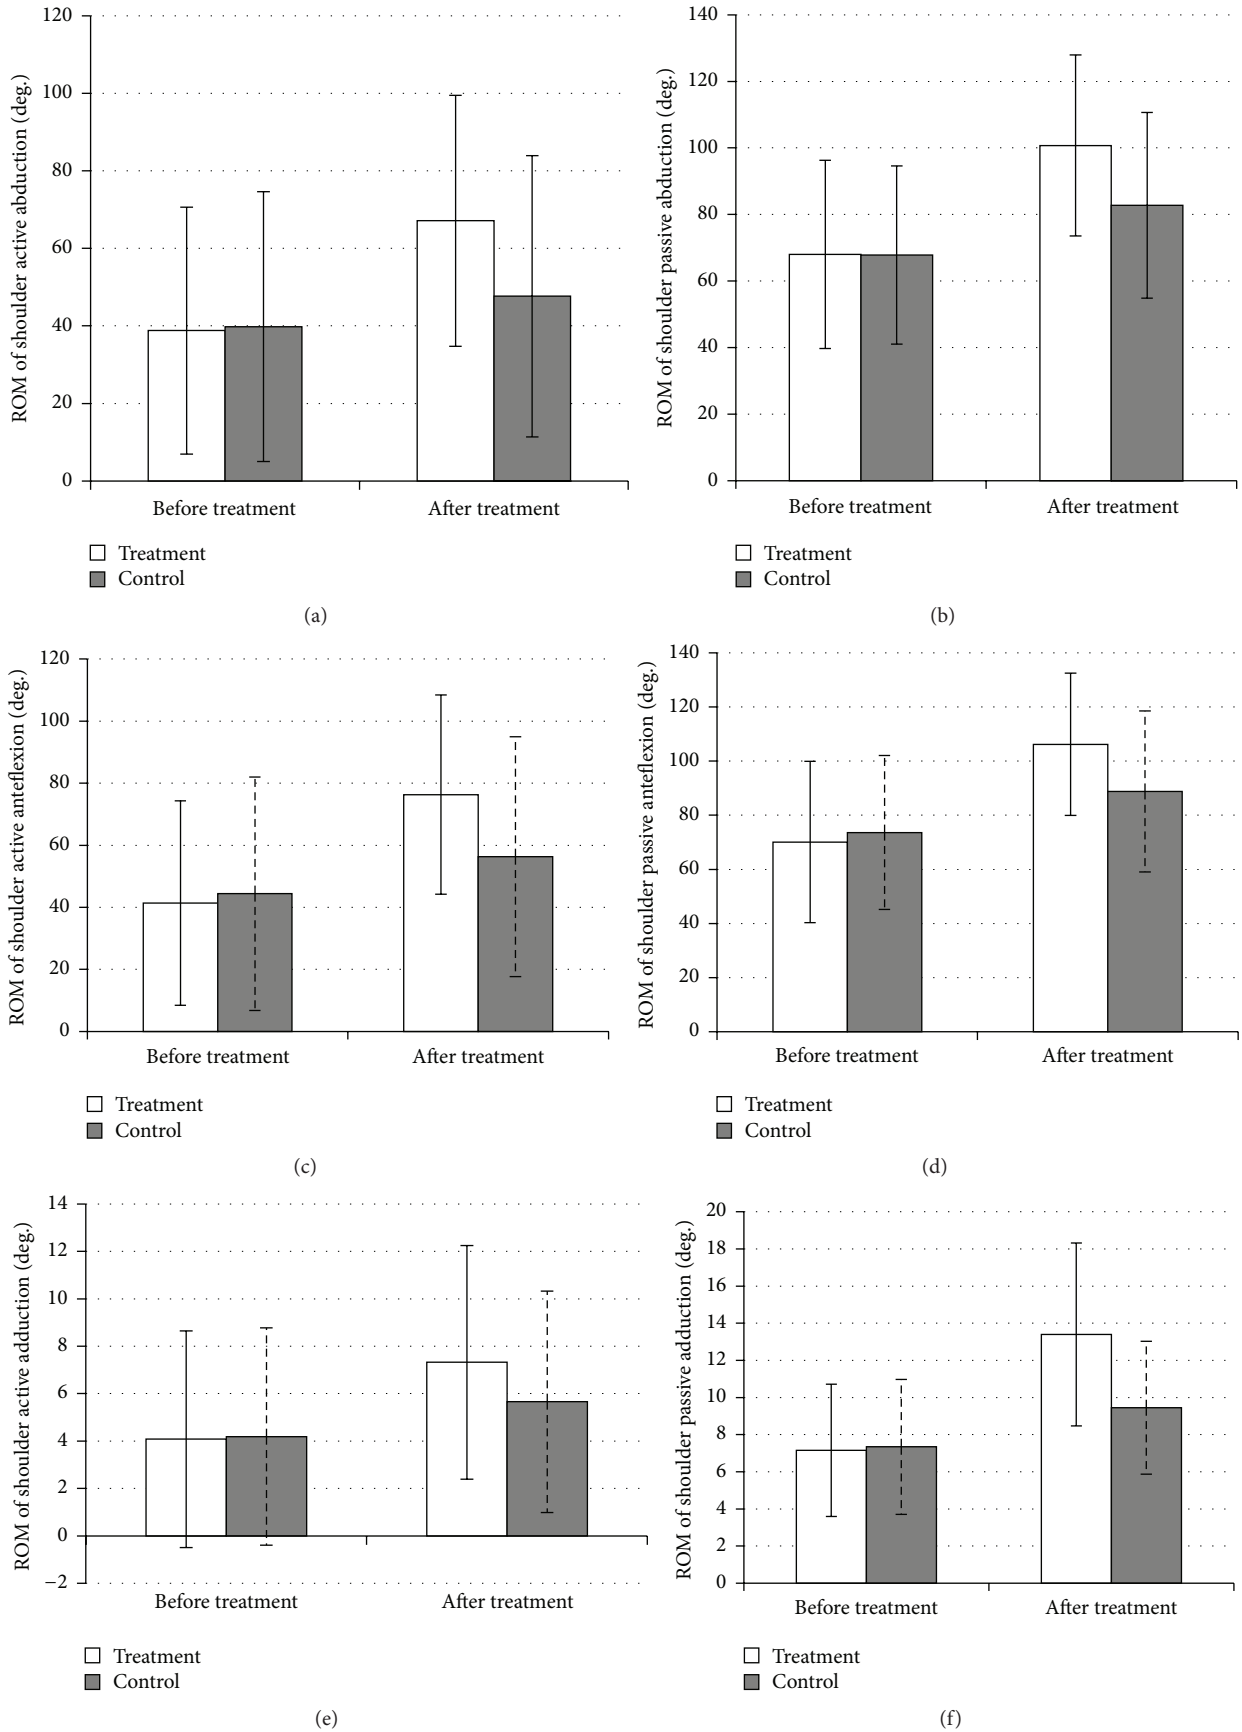 ROM of shoulder active abduction (deg.)
120
100
80
60
40
20
0
Before treatment After treatment
Treatment
Control
(a)
ROM of shoulder passive abduction (deg.)
140
120
100
80
60
40
20
0
Before treatment After treatment
Treatment
Control
(b)
ROM of shoulder active anteflexion (deg.)
120
100
80
60
40
20
0
Before treatment After treatment
Treatment
Control
(c)
ROM of shoulder passive anteflexion (deg.)
140
120
100
80
60
40
20
0
Before treatment After treatment
Treatment
Control
(d)
ROM of shoulder active adduction (deg.)
14
12
10
8
6
4
2
0
−2
Before treatment After treatment
Treatment
Control
(e)
ROM of shoulder passive adduction (deg.)
20
18
16
14
12
10
8
6
4
2
0
Before treatment After treatment
Treatment
Control
(f)